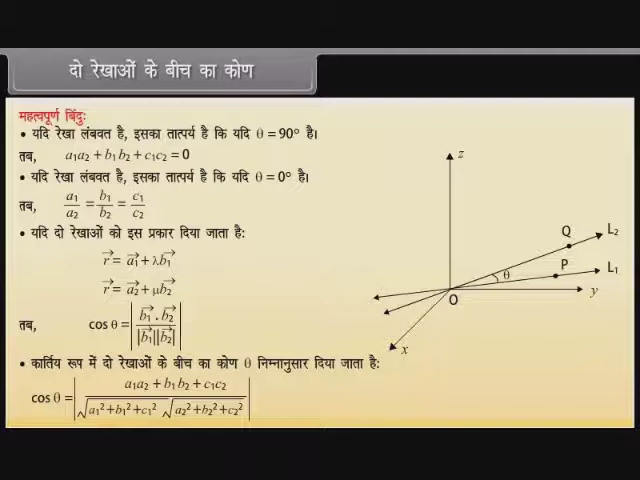 दो रेखाओं के बीच का कोण
महत्वपूर्ण बिंदुः
• यदि रेखा लंबवत है, इसका तात्पर्य है कि यदि θ = 90° है।
तब, a₁a₂ + b₁b₂ + c₁c₂ = 0
• यदि रेखा लंबवत है, इसका तात्पर्य है कि यदि θ = 0° है।
तब, a₁/a₂ = b₁/b₂ = c₁/c₂
• यदि दो रेखाओं को इस प्रकार दिया जाता है:
r⃗ = a⃗₁ + λb⃗₁
r⃗ = a⃗₂ + μb⃗₂
तब, cos θ = |b⃗₁ . b⃗₂ / |b⃗₁||b⃗₂||
• कार्तिय रूप में दो रेखाओं के बीच का कोण θ निम्नानुसार दिया जाता है:
cos θ = |a₁a₂ + b₁b₂ + c₁c₂ / √(a₁² + b₁² + c₁²) √(a₂² + b₂² + c₂²)|
z
Q
L₂
P
L₁
θ
O
y
x